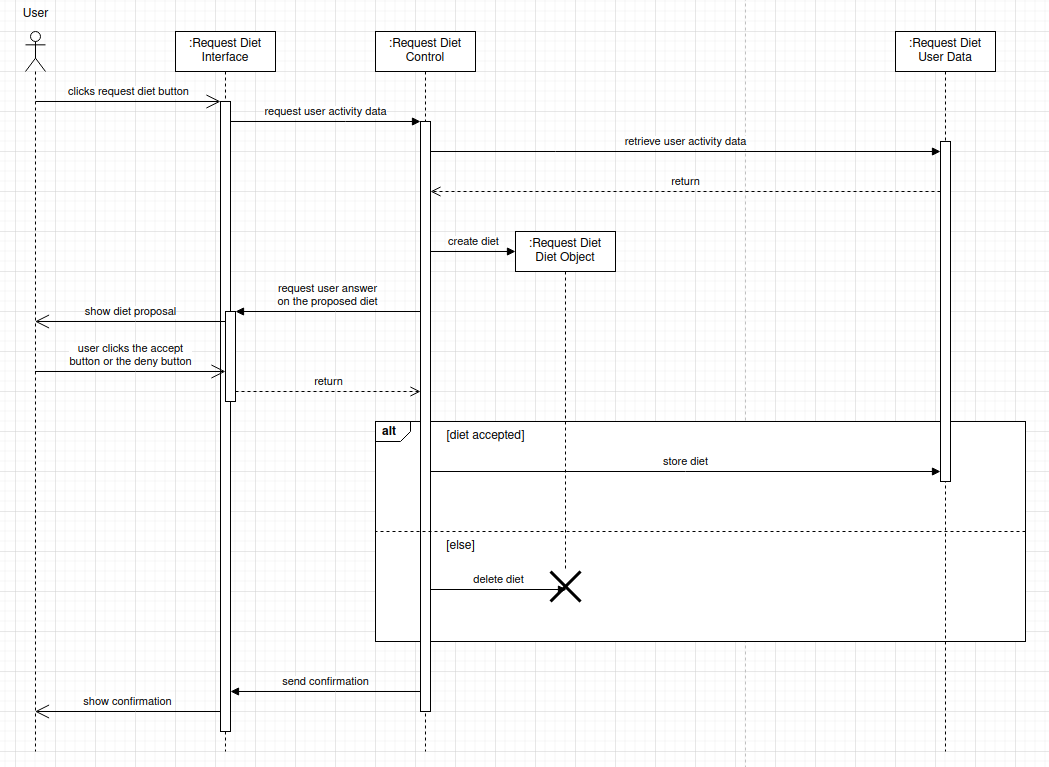 User
:Request Diet
Interface
:Request Diet
Control
:Request Diet
User Data
clicks request diet button
request user activity data
retrieve user activity data
return
create diet
:Request Diet
Diet Object
request user answer
on the proposed diet
show diet proposal
user clicks the accept
button or the deny button
return
alt
[diet accepted]
store diet
[else]
delete diet
send confirmation
show confirmation